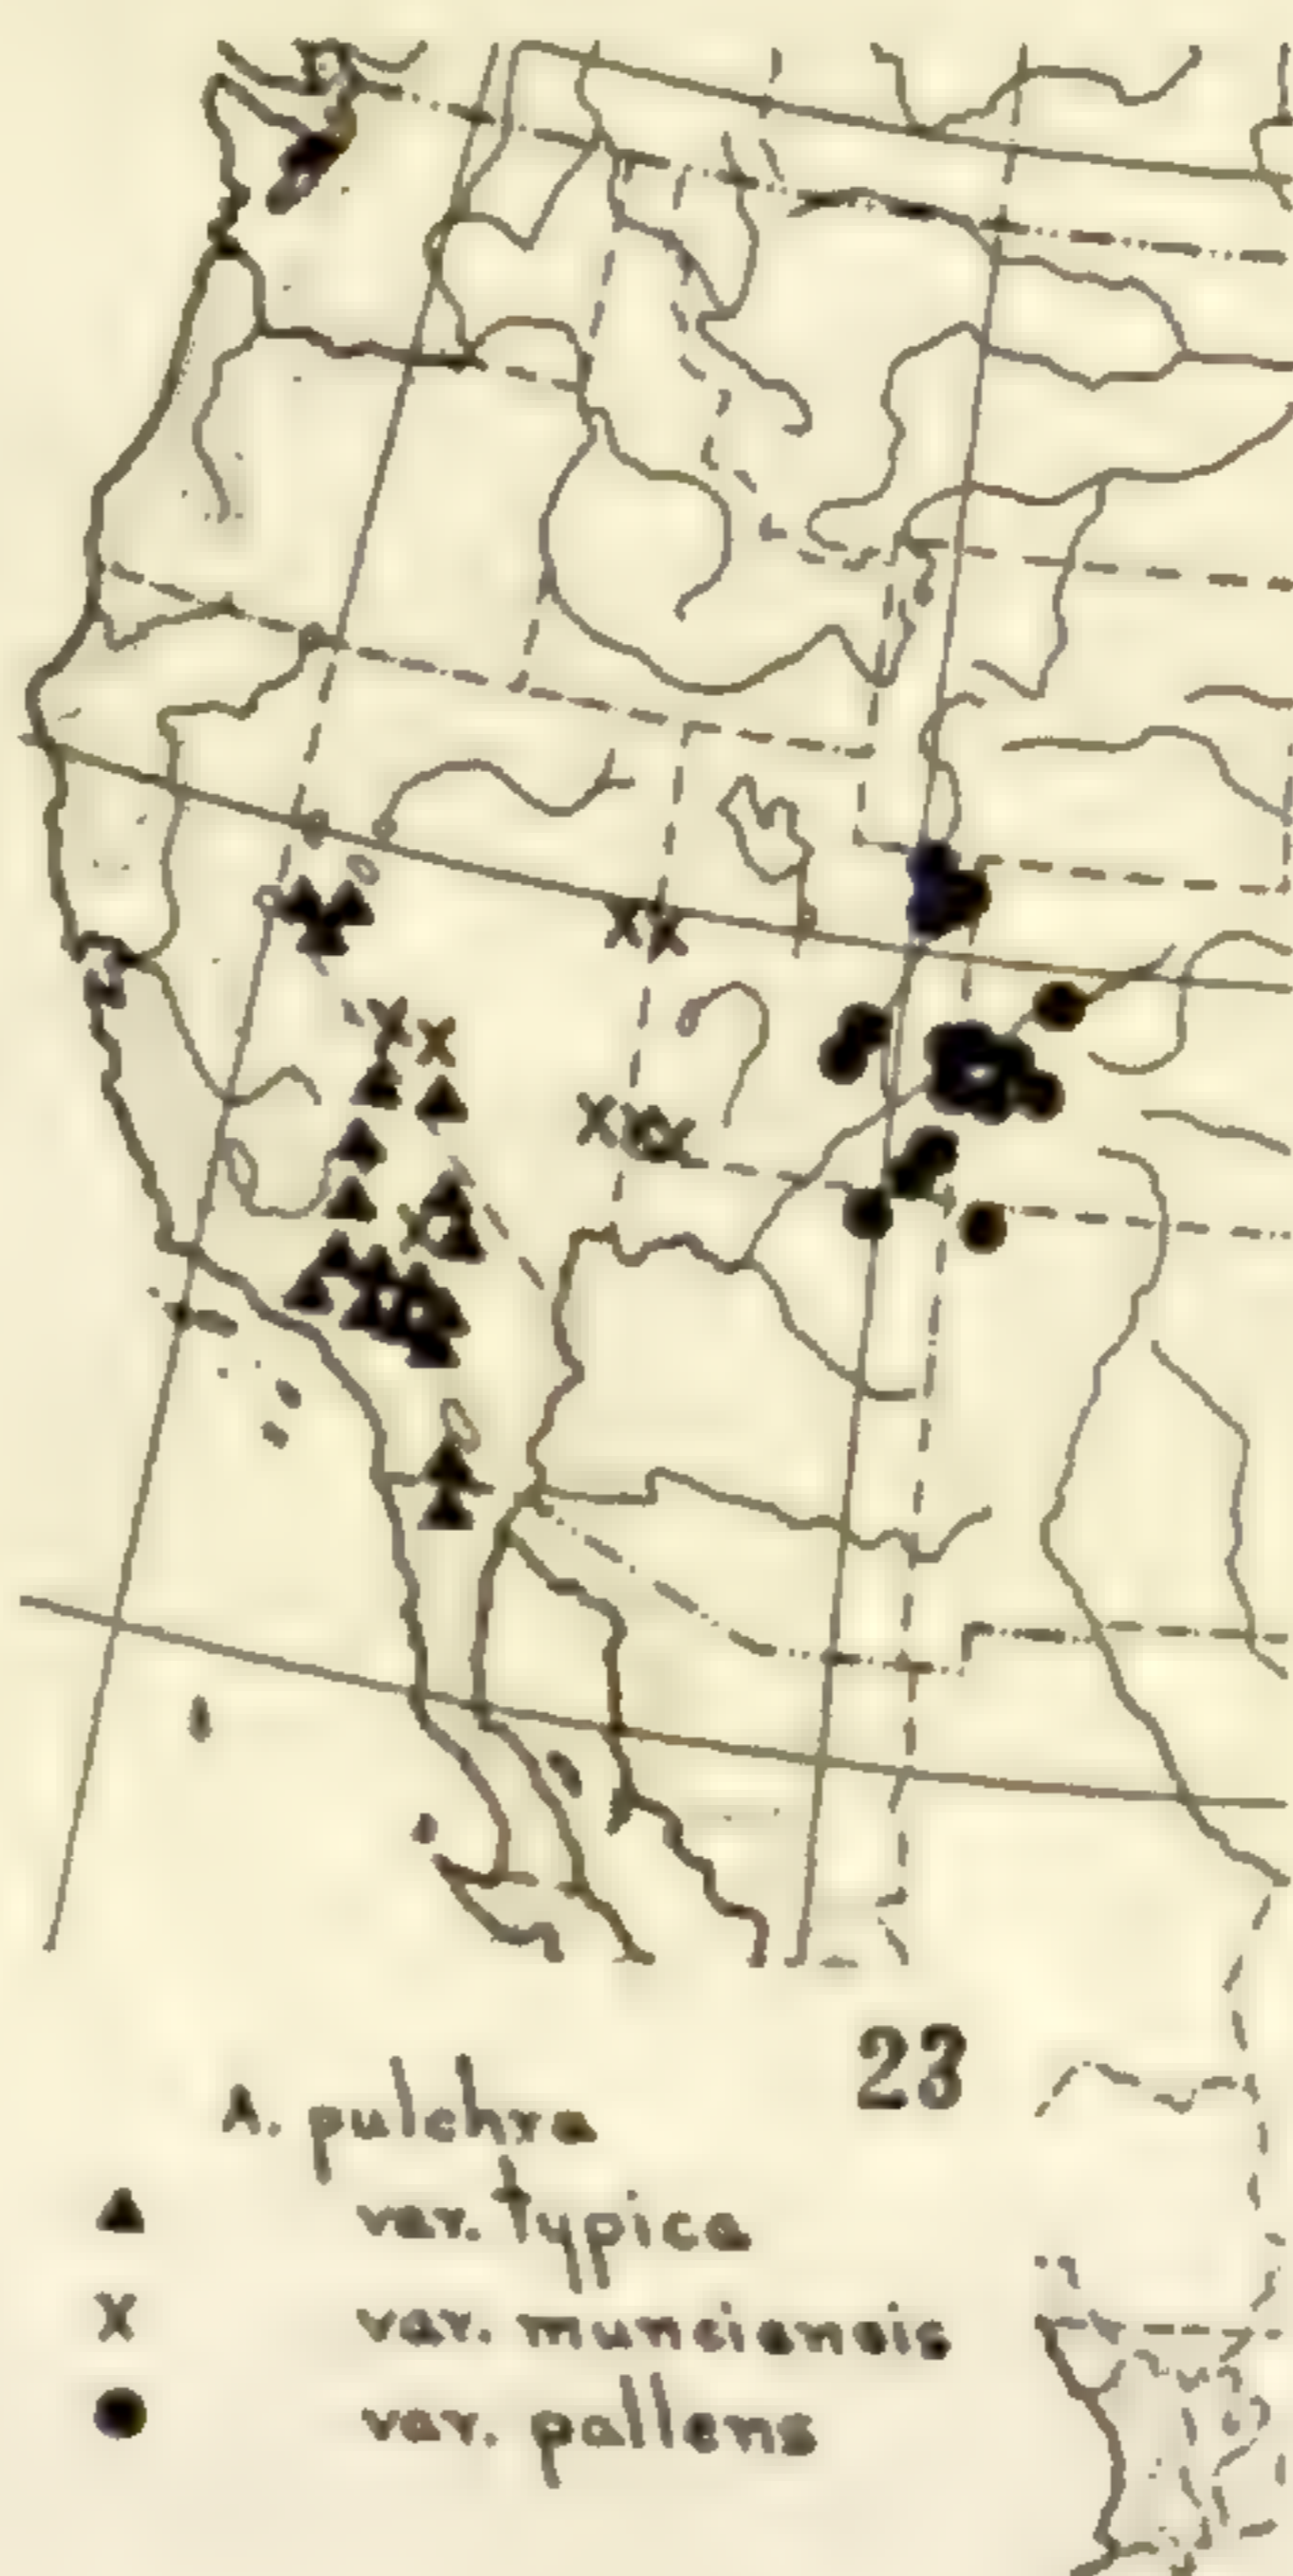 23
A. pulchra
▲ var. typica
X var. munciensis
● var. pallens